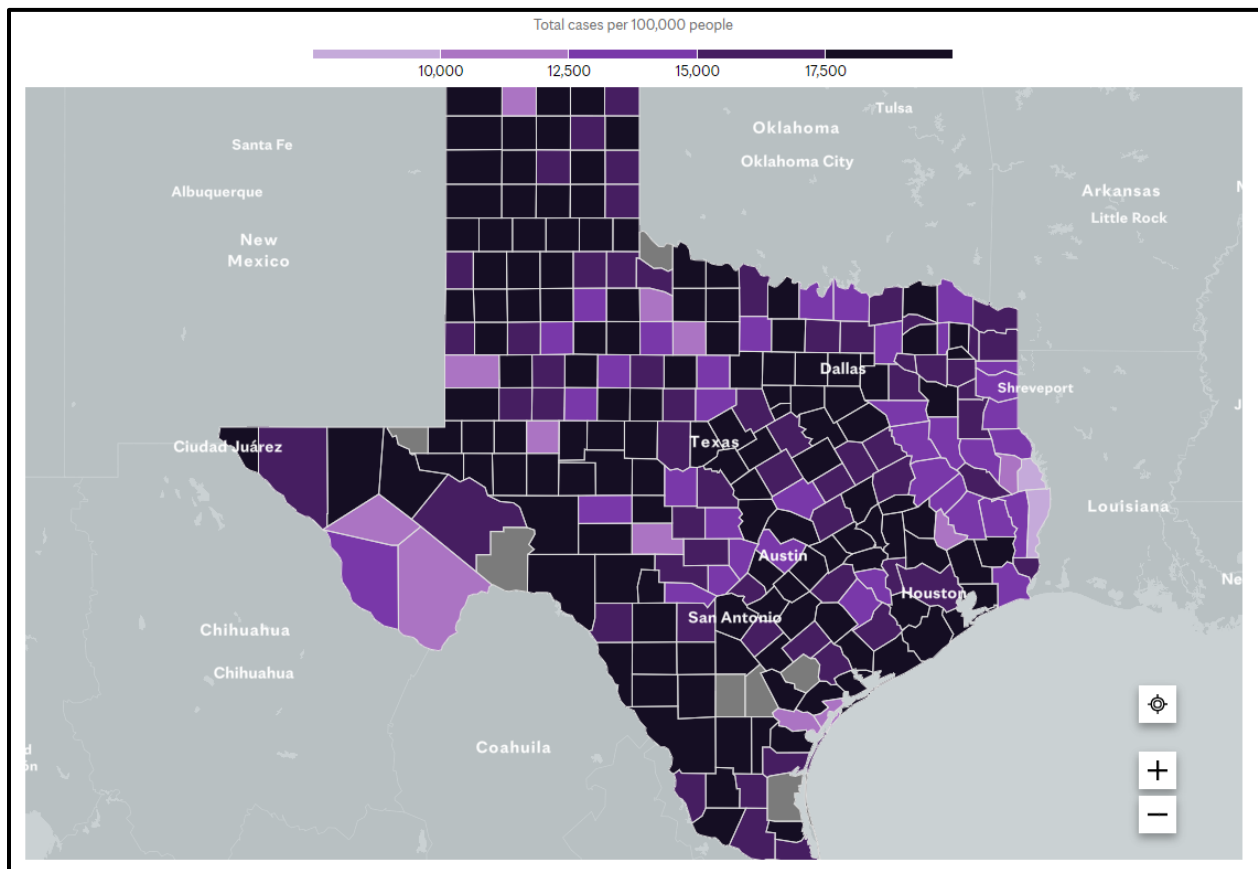 Total cases per 100,000 people
10,000 12,500 15,000 17,500
Tulsa
Oklahoma
Santa Fe
Oklahoma City
Albuquerque
Arkansas
Little Rock
New
Mexico
Dallas
Shreveport
Ciudad Juárez
Texas
Louisiana
Austin
Houston
San Antonio
Chihuahua
Chihuahua
Coahuila
+
−